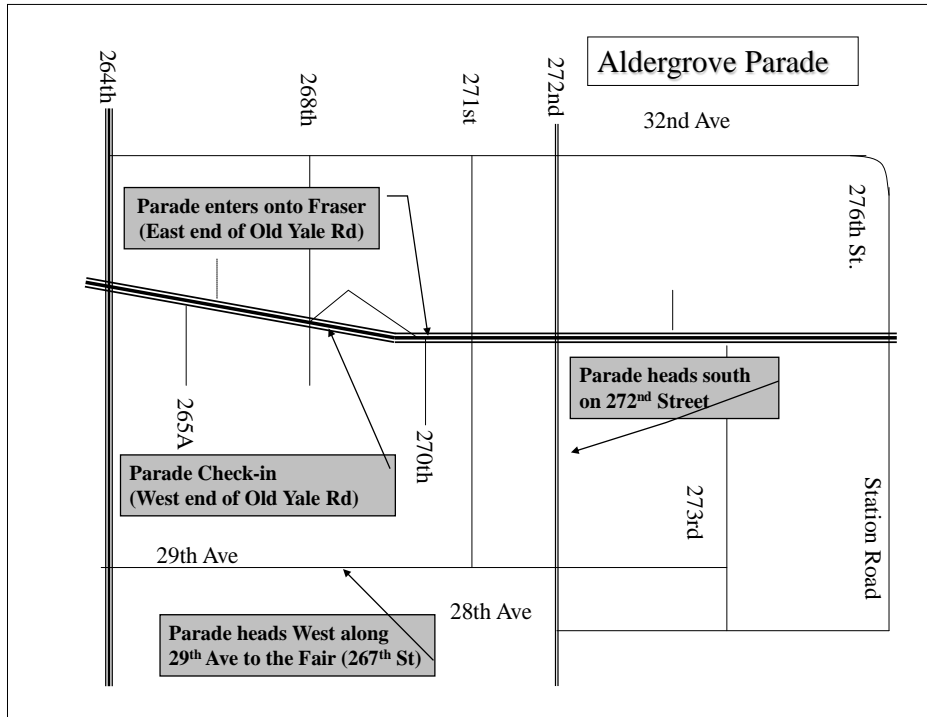 Aldergrove Parade
264th
268th
271st
272nd
32nd Ave
276th St.
Parade enters onto Fraser
(East end of Old Yale Rd)
Parade heads south
on 272nd Street
265A
270th
Parade Check-in
(West end of Old Yale Rd)
273rd
Station Road
29th Ave
28th Ave
Parade heads West along
29th Ave to the Fair (267th St)